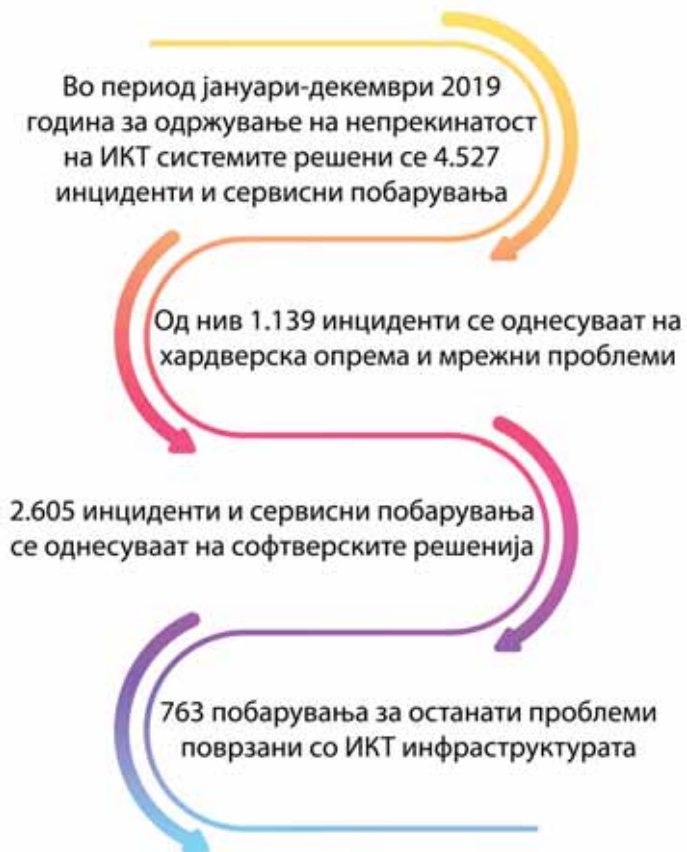 Во период јануари-декември 2019
година за одржување на непрекинатост
на ИКТ системите решени се 4.527
инциденти и сервисни побарувања
Од нив 1.139 инциденти се однесуваат на
хардверска опрема и мрежни проблеми
2.605 инциденти и сервисни побарувања
се однесуваат на софтверските решенија
763 побарувања за останати проблеми
поврзани со ИКТ инфраструктурата